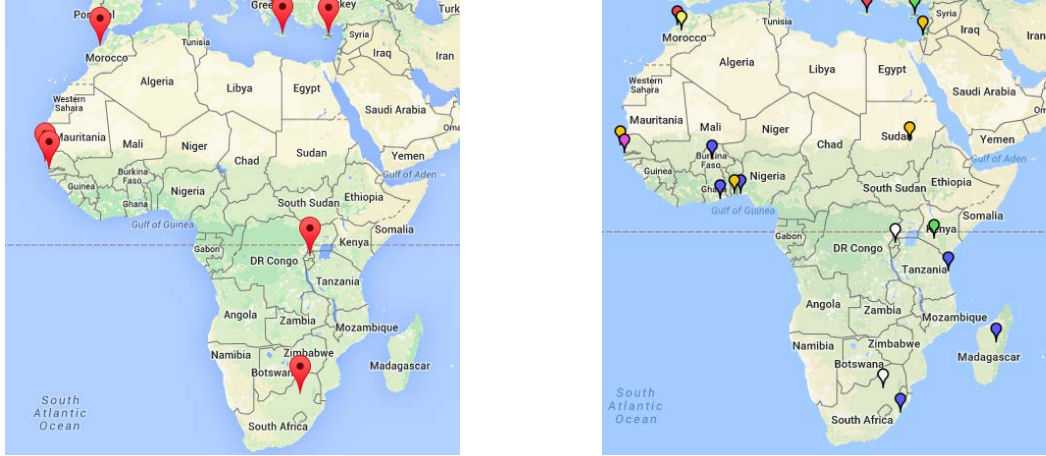 Greece
Turkey
Tunisia
Syria
Morocco
Iraq
Iran
Algeria
Libya
Egypt
Western
Sahara
Saudi Arabia
Mauritania
Mali
Niger
Chad
Sudan
Yemen
Gulf of Aden
Guinea
Burkina
Faso
Ghana
Nigeria
South Sudan
Ethiopia
Gulf of Guinea
Somalia
Gabon
DR Congo
Kenya
Tanzania
Angola
Zambia
Mozambique
Namibia
Zimbabwe
Botswana
Madagascar
South
Atlantic
Ocean
South Africa
Tunisia
Syria
Morocco
Iraq
Iran
Algeria
Libya
Egypt
Western
Sahara
Saudi Arabia
Mauritania
Mali
Niger
Chad
Sudan
Yemen
Gulf of Aden
Burkina
Faso
Guinea
Ghana
Nigeria
South Sudan
Ethiopia
Gulf of Guinea
Somalia
Gabon
DR Congo
Kenya
Tanzania
Angola
Zambia
Mozambique
Namibia
Zimbabwe
Botswana
Madagascar
South
Atlantic
Ocean
South Africa